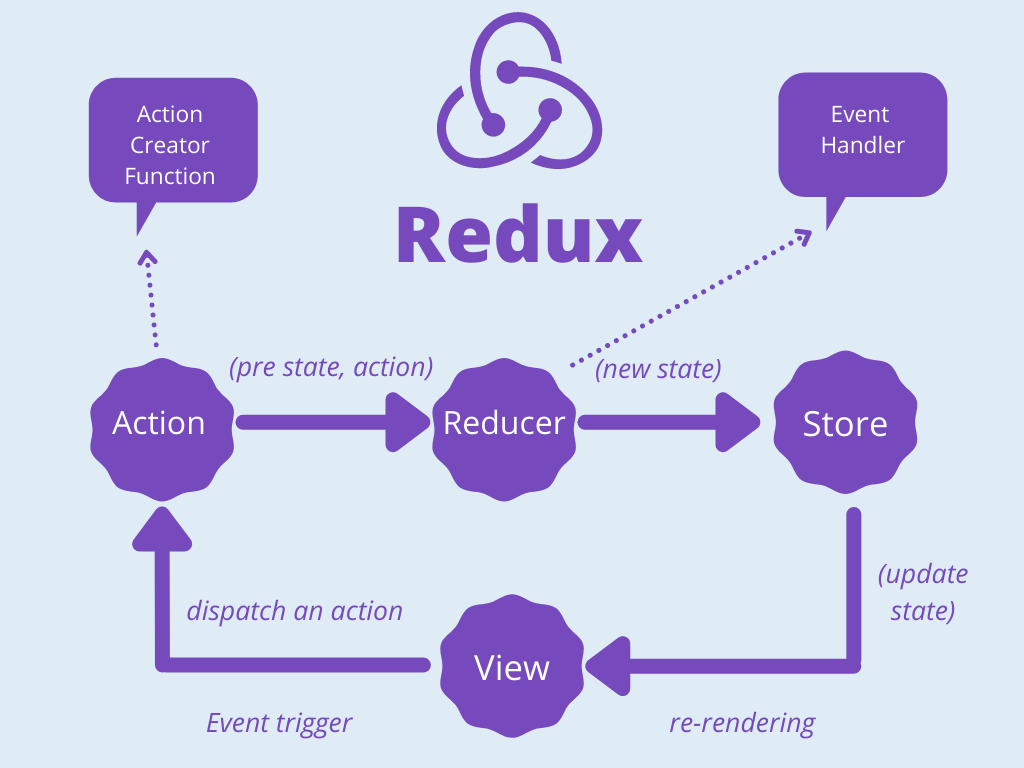 Action
Creator
Function
Event
Handler
Redux
(pre state, action)
(new state)
Action
Reducer
Store
(update
state)
dispatch an action
View
Event trigger
re-rendering